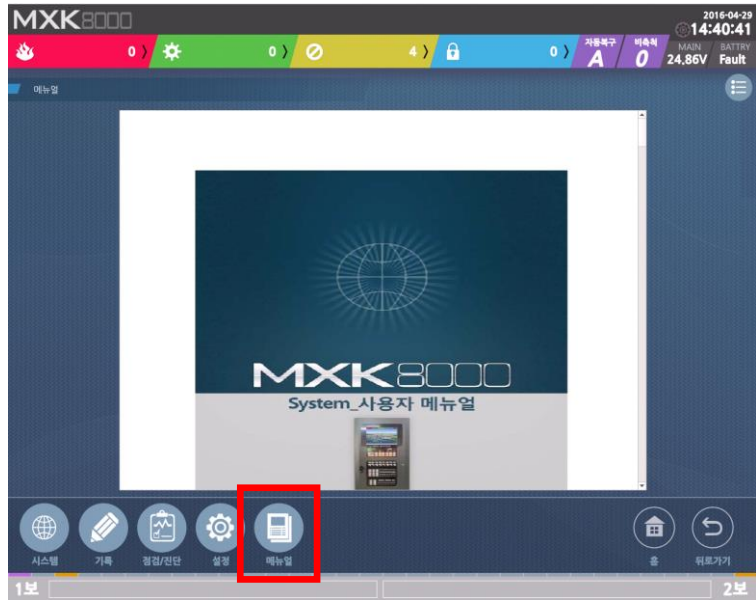 MXK8000
2016-04-29
14:40:41
0 〉
0 〉
4 〉
0 〉
자동복구
A
비축적
0
MAIN
24.86V
BATTRY
Fault
메뉴얼
MXK8000
System_사용자 메뉴얼
시스템
기록
점검/진단
설정
메뉴얼
홈
뒤로가기
1보
2보